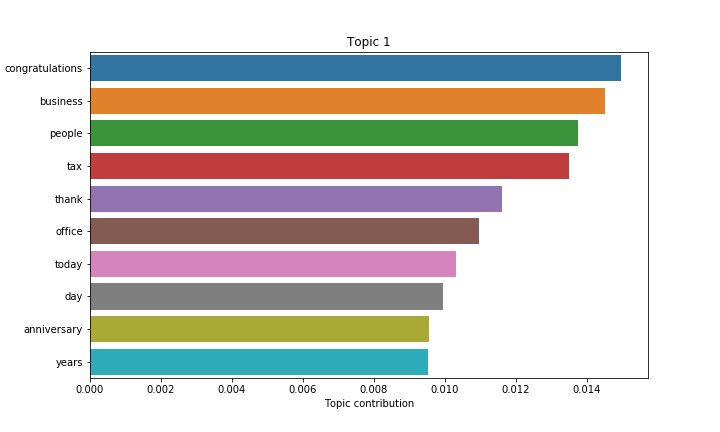 Topic 1
congratulations
business
people
tax
thank
office
today
day
anniversary
years
0.000 0.002 0.004 0.006 0.008 0.010 0.012 0.014
Topic contribution